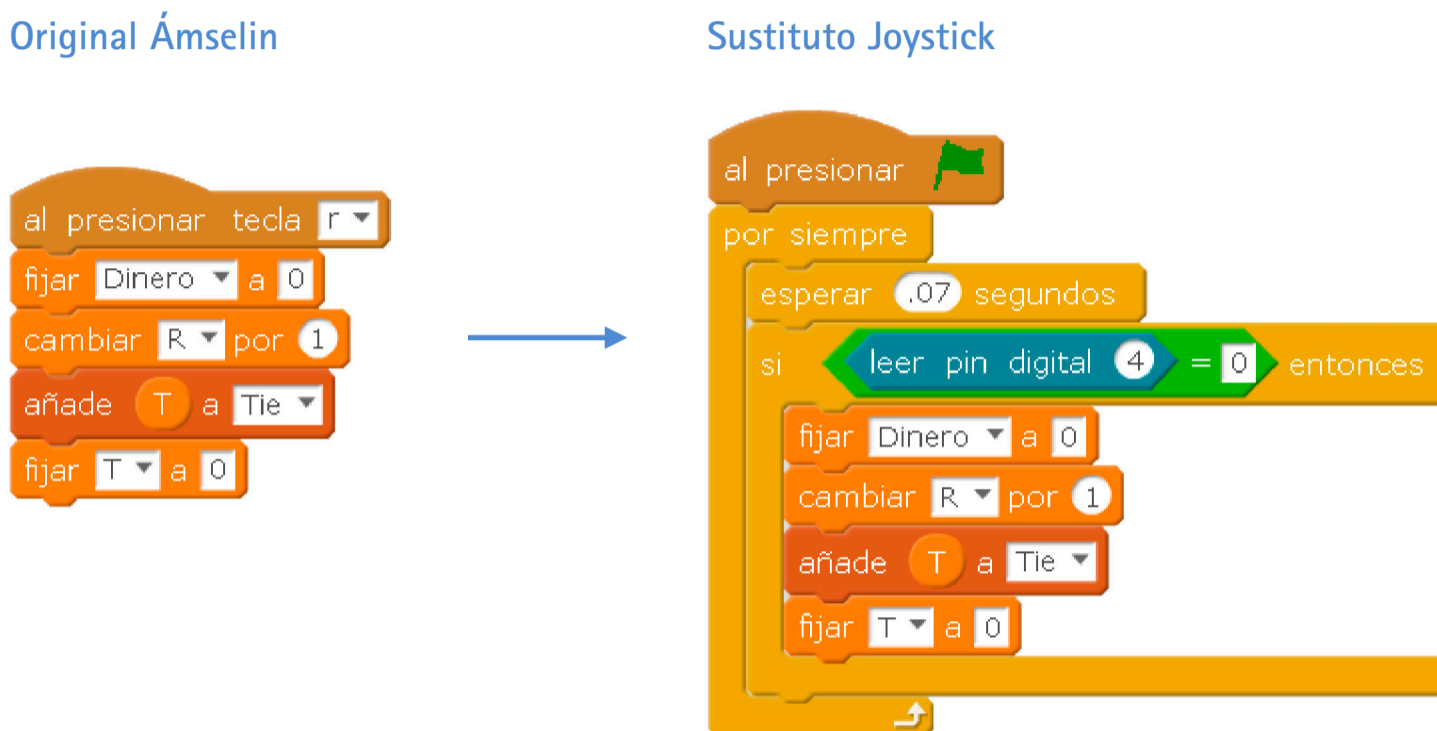 Original Ámselin
al presionar tecla r
fijar Dinero a 0
cambiar R por 1
añade T a Tie
fijar T a 0
Sustituto Joystick
al presionar
por siempre
esperar .07 segundos
si leer pin digital 4 = 0 entonces
fijar Dinero a 0
cambiar R por 1
añade T a Tie
fijar T a 0